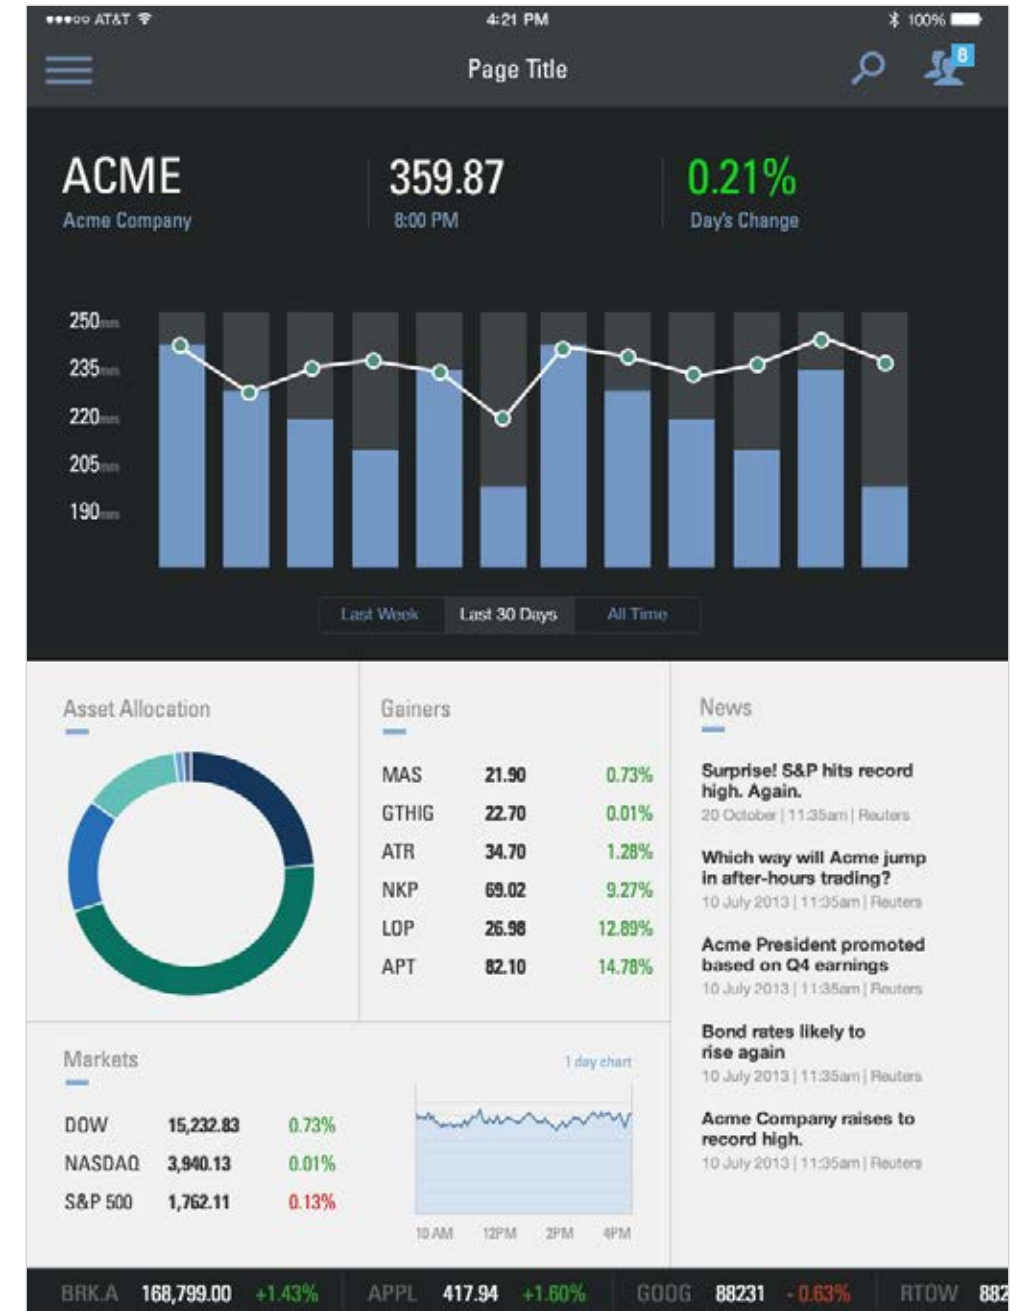 AT&T 4:21 PM 100%
Page Title 8
ACME 359.87 0.21%
Acme Company 8:00 PM Day's Change
250mm
235mm
220mm
205mm
190mm
Last Week Last 30 Days All Time
Asset Allocation
Gainers
MAS 21.90 0.73%
GTHIG 22.70 0.01%
ATR 34.70 1.28%
NKP 69.02 9.27%
LOP 26.98 12.89%
APT 82.10 14.78%
News
Surprise! S&P hits record
high. Again.
20 October | 11:35am | Reuters
Which way will Acme jump
in after-hours trading?
10 July 2013 | 11:35am | Reuters
Acme President promoted
based on Q4 earnings
10 July 2013 | 11:35am | Reuters
Bond rates likely to
rise again
10 July 2013 | 11:35am | Reuters
Acme Company raises to
record high.
10 July 2013 | 11:35am | Reuters
Markets 1 day chart
DOW 15,232.83 0.73%
NASDAQ 3,940.13 0.01%
S&P 500 1,762.11 0.13%
10 AM 12PM 2PM 4PM
BRK.A 168,799.00 +1.43% APPL 417.94 +1.60% GOOG 88231 - 0.63% RTOW 882